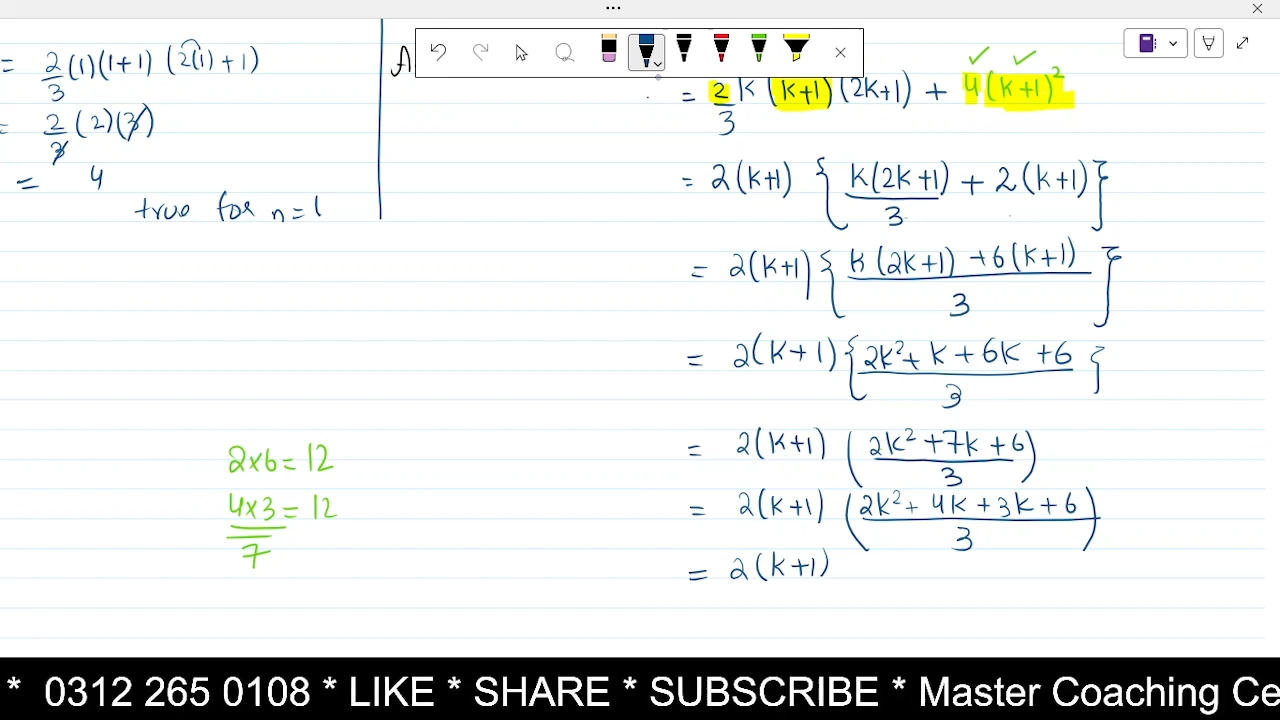 = 2/3 (1)(1+1) (2(1)+1)
= 2/3 (2)(3)
= 4
true for n=1
2x6=12
4x3=12
7
= 2/3 k (k+1) (2k+1) + 4(k+1)²
= 2(k+1) { k(2k+1)/3 + 2(k+1) }
= 2(k+1) { k(2k+1) +6(k+1) / 3 }
= 2(k+1) { 2k²+ k + 6k +6 / 3 }
= 2(k+1) ( 2k² +7k + 6 / 3 )
= 2(k+1) ( 2k² + 4k + 3k + 6 / 3 )
= 2(k+1)
* 0312 265 0108 * LIKE * SHARE * SUBSCRIBE * Master Coaching Ce